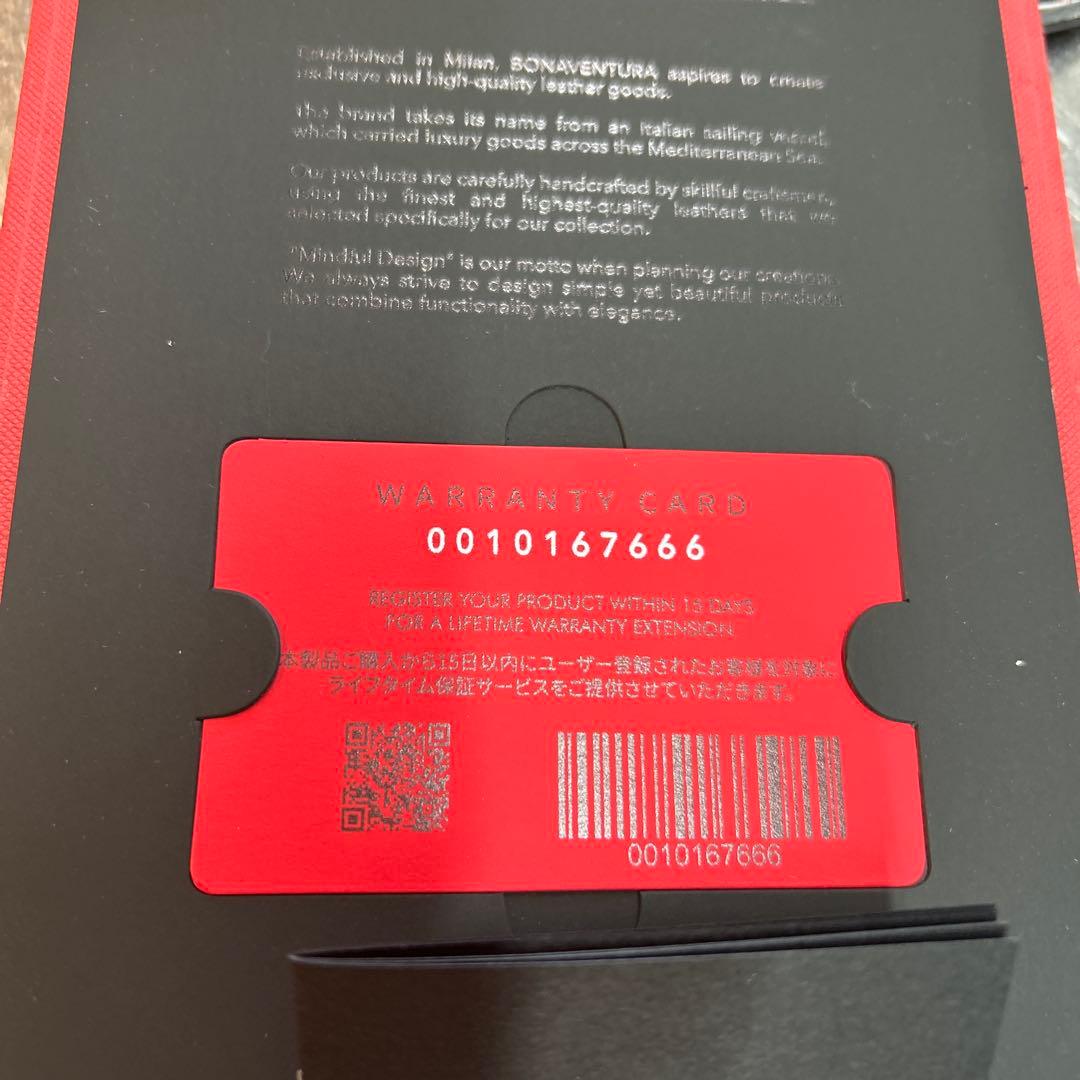 Established in Milan, BONAVENTURA aspires to create
exclusive and high-quality leather goods.
The brand takes its name from an Italian sailing vessel,
which carried luxury goods across the Mediterranean Sea.
Our products are carefully handcrafted by skillful craftsmen,
using the finest and highest-quality leathers that we
selected specifically for our collection.
"Mindful Design" is our motto when planning our creations.
We always strive to design simple yet beautiful products
that combine functionality with elegance.
WARRANTY CARD
0010167666
REGISTER YOUR PRODUCT WITHIN 15 DAYS
FOR A LIFETIME WARRANTY EXTENSION
本製品ご購入から15日以内にユーザー登録されたお客様を対象に
ライフタイム保証サービスをご提供させていただきます。
0010167666